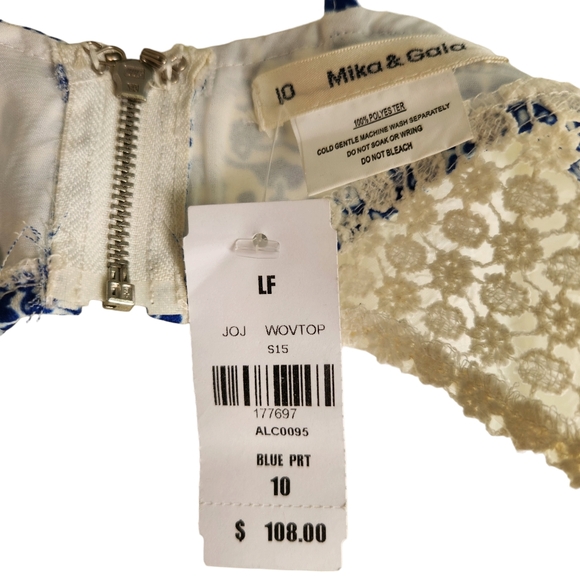 10 Mika & Gala
100% POLYESTER
COLD GENTLE MACHINE WASH SEPARATELY
DO NOT SOAK OR WRING
DO NOT BLEACH
LF
JOJ WOVTOP
S15
177697
ALC0095
BLUE PRT
10
$ 108.00